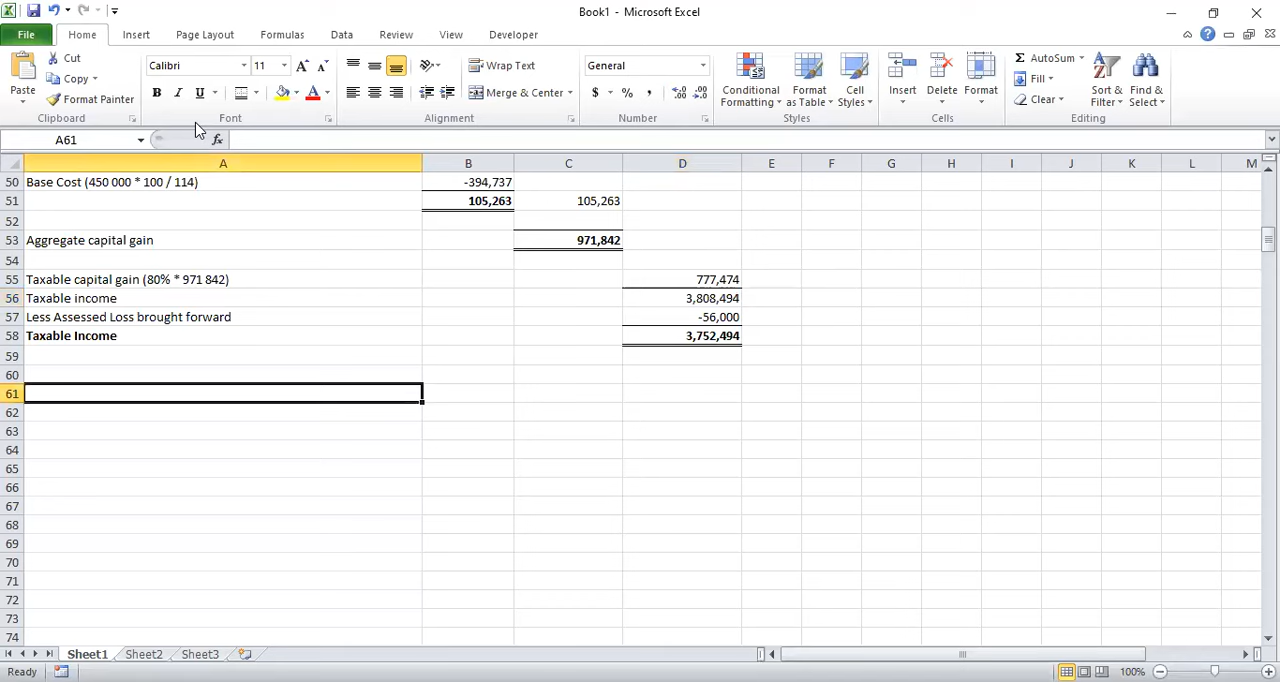 Book1 - Microsoft Excel
File Home Insert Page Layout Formulas Data Review View Developer
Paste
Cut
Copy
Format Painter
Clipboard
Calibri 11
B I U
Font
Wrap Text
Merge & Center
Alignment
General
$ % ,
Number
Conditional Formatting
Format as Table
Cell Styles
Styles
Insert Delete Format
Cells
Σ AutoSum
Fill
Clear
Sort & Filter
Find & Select
Editing
A61 fx
A B C D E F G H I J K L M
50 Base Cost (450 000 * 100 / 114) -394,737
51 105,263 105,263
52
53 Aggregate capital gain 971,842
54
55 Taxable capital gain (80% * 971 842) 777,474
56 Taxable income 3,808,494
57 Less Assessed Loss brought forward -56,000
58 Taxable Income 3,752,494
59
60
61
62
63
64
65
66
67
68
69
70
71
72
73
74
Sheet1 Sheet2 Sheet3
Ready 100%